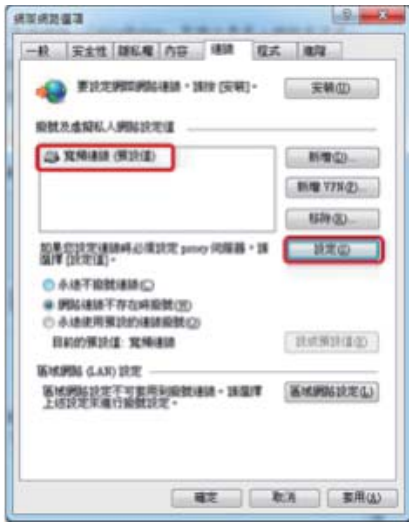 網際網路選項
一般 安全性 隱私權 內容 連線 程式 進階
要設定網際網路連線，請按 [安裝]。
安裝(U)
撥號及虛擬私人網路設定值
寬頻連線 (預設值)
新增(D)...
新增 VPN(P)...
移除(R)...
如果您設定連線時必須設定 proxy 伺服器，請
選擇 [設定值]。
設定(S)
永遠不撥號連線(C)
網路連線不存在時撥號(W)
永遠使用預設的連線撥號(O)
目前的預設值: 寬頻連線
設成預設值(E)
區域網路 (LAN) 設定
區域網路設定不可套用到撥號連線。請選擇
上述設定來進行撥號設定。
區域網路設定(L)
確定 取消 套用(A)